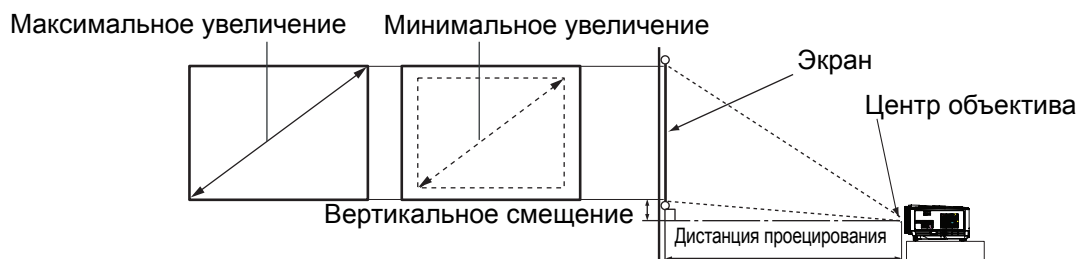 Максимальное увеличение
Минимальное увеличение
Экран
Центр объектива
Вертикальное смещение
Дистанция проецирования